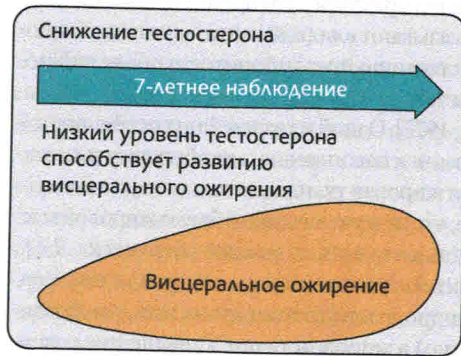 Снижение тестостерона
7-летнее наблюдение
Низкий уровень тестостерона
способствует развитию
висцерального ожирения
Висцеральное ожирение